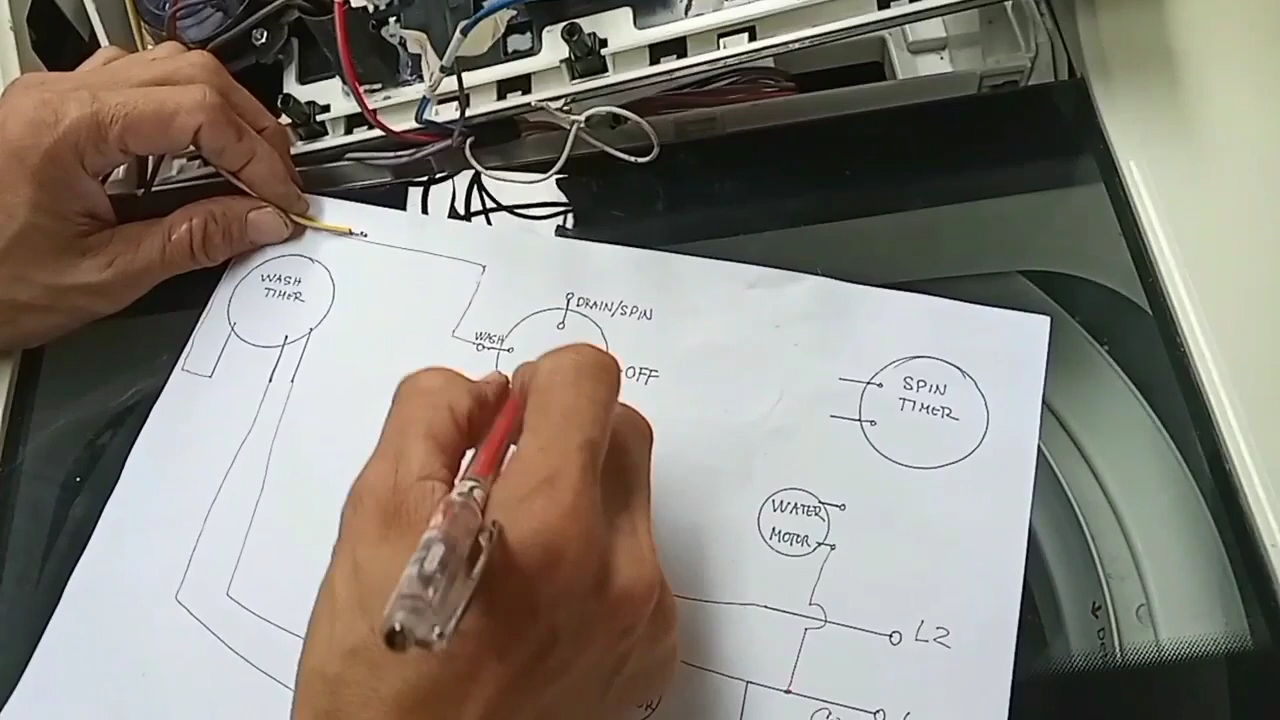 WASH
TIMER
DRAIN/SPIN
WASH
OFF
SPIN
TIMER
WATER
MOTOR
L2